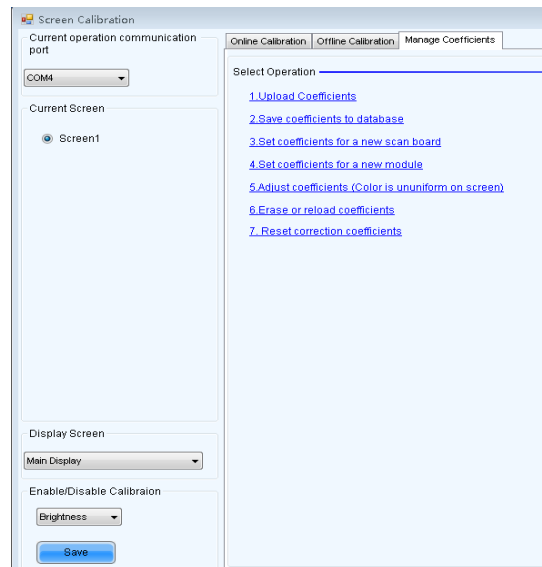 Screen Calibration
Current operation communication
port
COM4
Current Screen
Screen1
Display Screen
Main Display
Enable/Disable Calibraion
Brightness
Save
Online Calibration
Offline Calibration
Manage Coefficients
Select Operation
1.Upload Coefficients
2.Save coefficients to database
3.Set coefficients for a new scan board
4.Set coefficients for a new module
5.Adjust coefficients (Color is ununiform on screen)
6.Erase or reload coefficients
7. Reset correction coefficients